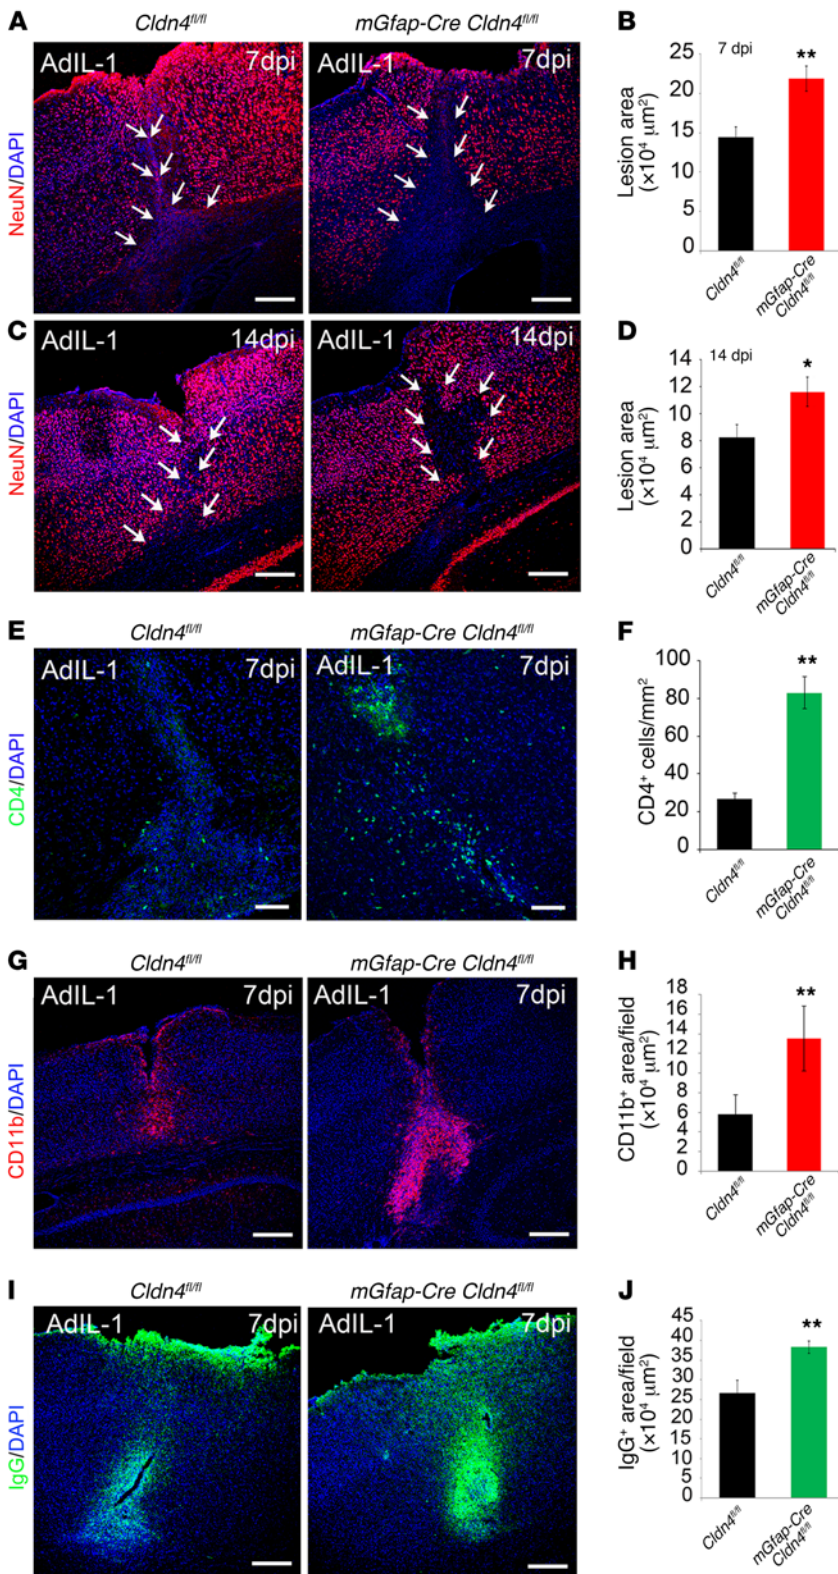 A
Cldn4fl/fl
mGfap-Cre Cldn4fl/fl
NeuN/DAPI
AdIL-1
7dpi
AdIL-1
7dpi
B
Lesion area
(×10⁴ μm²)
7 dpi
**
25
20
15
15
10
5
0
Cldn4fl/fl
mGfap-Cre
Cldn4fl/fl
C
NeuN/DAPI
AdIL-1
14dpi
AdIL-1
14dpi
D
Lesion area
(×10⁴ μm²)
14 dpi
*
14
12
10
8
6
4
2
0
Cldn4fl/fl
mGfap-Cre
Cldn4fl/fl
E
Cldn4fl/fl
mGfap-Cre Cldn4fl/fl
CD4/DAPI
AdIL-1
7dpi
AdIL-1
7dpi
F
CD4⁺ cells/mm²
**
100
80
60
40
20
0
Cldn4fl/fl
mGfap-Cre
Cldn4fl/fl
G
Cldn4fl/fl
mGfap-Cre Cldn4fl/fl
CD11b/DAPI
AdIL-1
7dpi
AdIL-1
7dpi
H
CD11b⁺ area/field
(×10⁴ μm²)
**
18
16
14
12
10
8
6
4
2
0
Cldn4fl/fl
mGfap-Cre
Cldn4fl/fl
I
Cldn4fl/fl
mGfap-Cre Cldn4fl/fl
IgG/DAPI
AdIL-1
7dpi
AdIL-1
7dpi
J
IgG⁺ area/field
(×10⁴ μm²)
**
45
40
35
30
25
25
15
10
5
0
Cldn4fl/fl
mGfap-Cre
Cldn4fl/fl